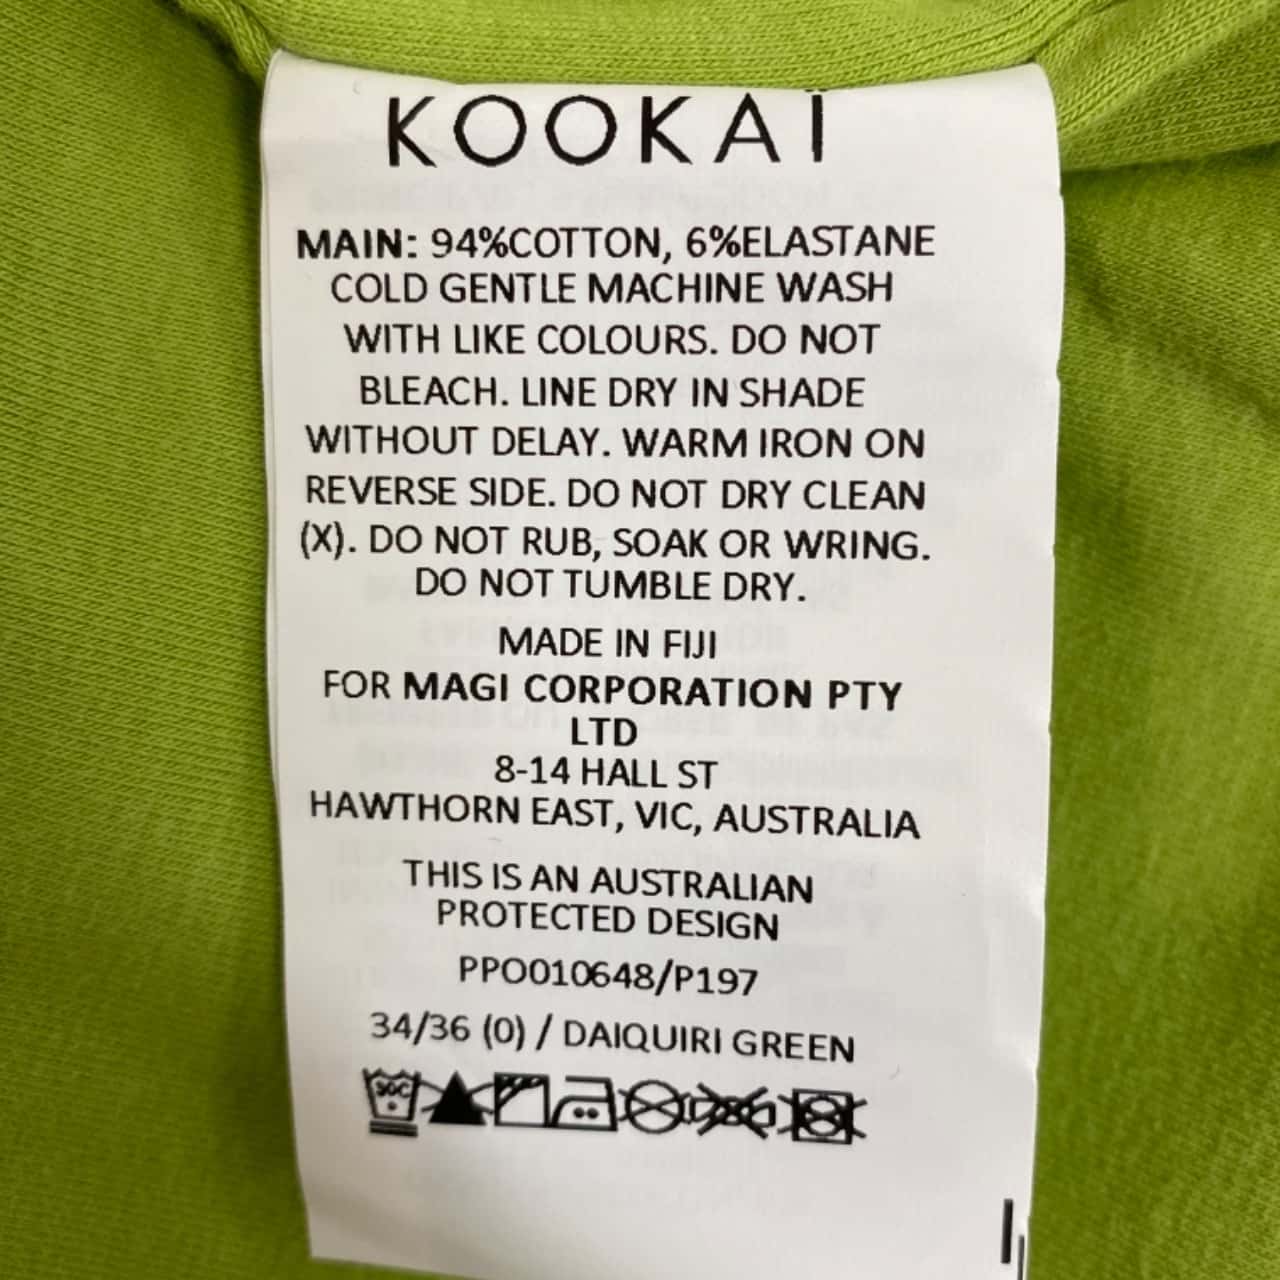 KOOKAÏ
MAIN: 94%COTTON, 6%ELASTANE
COLD GENTLE MACHINE WASH
WITH LIKE COLOURS. DO NOT
BLEACH. LINE DRY IN SHADE
WITHOUT DELAY. WARM IRON ON
REVERSE SIDE. DO NOT DRY CLEAN
(X). DO NOT RUB, SOAK OR WRING.
DO NOT TUMBLE DRY.
MADE IN FIJI
FOR MAGI CORPORATION PTY
LTD
8-14 HALL ST
HAWTHORN EAST, VIC, AUSTRALIA
THIS IS AN AUSTRALIAN
PROTECTED DESIGN
PPO010648/P197
34/36 (0) / DAIQUIRI GREEN